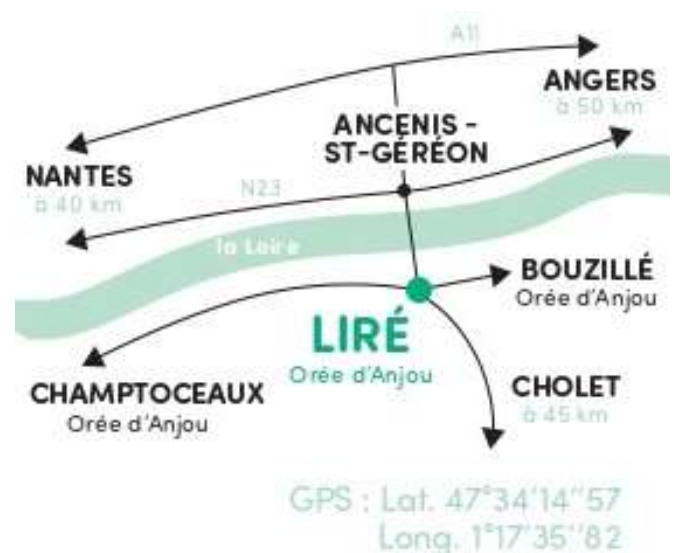 A11
ANGERS
à 50 km
ANCENIS -
ST-GÉRÉON
NANTES
à 40 km
N23
la Loire
BOUZILLÉ
Orée d'Anjou
LIRÉ
Orée d'Anjou
CHAMPTOCEAUX
Orée d'Anjou
CHOLET
à 45 km
GPS : Lat. 47°34'14''57
Long. 1°17'35''82